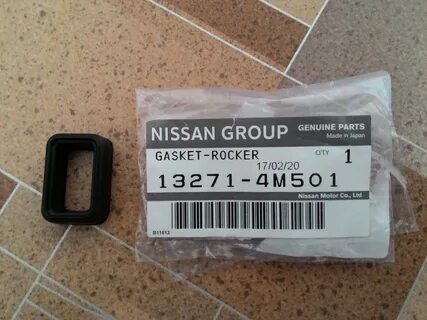 NISSAN GROUP GENUINE PARTS
Made in Japan
GASKET-ROCKER Q'TY 1
17/02/20
13271-4M501
Nissan Motor Co., Ltd
B11612